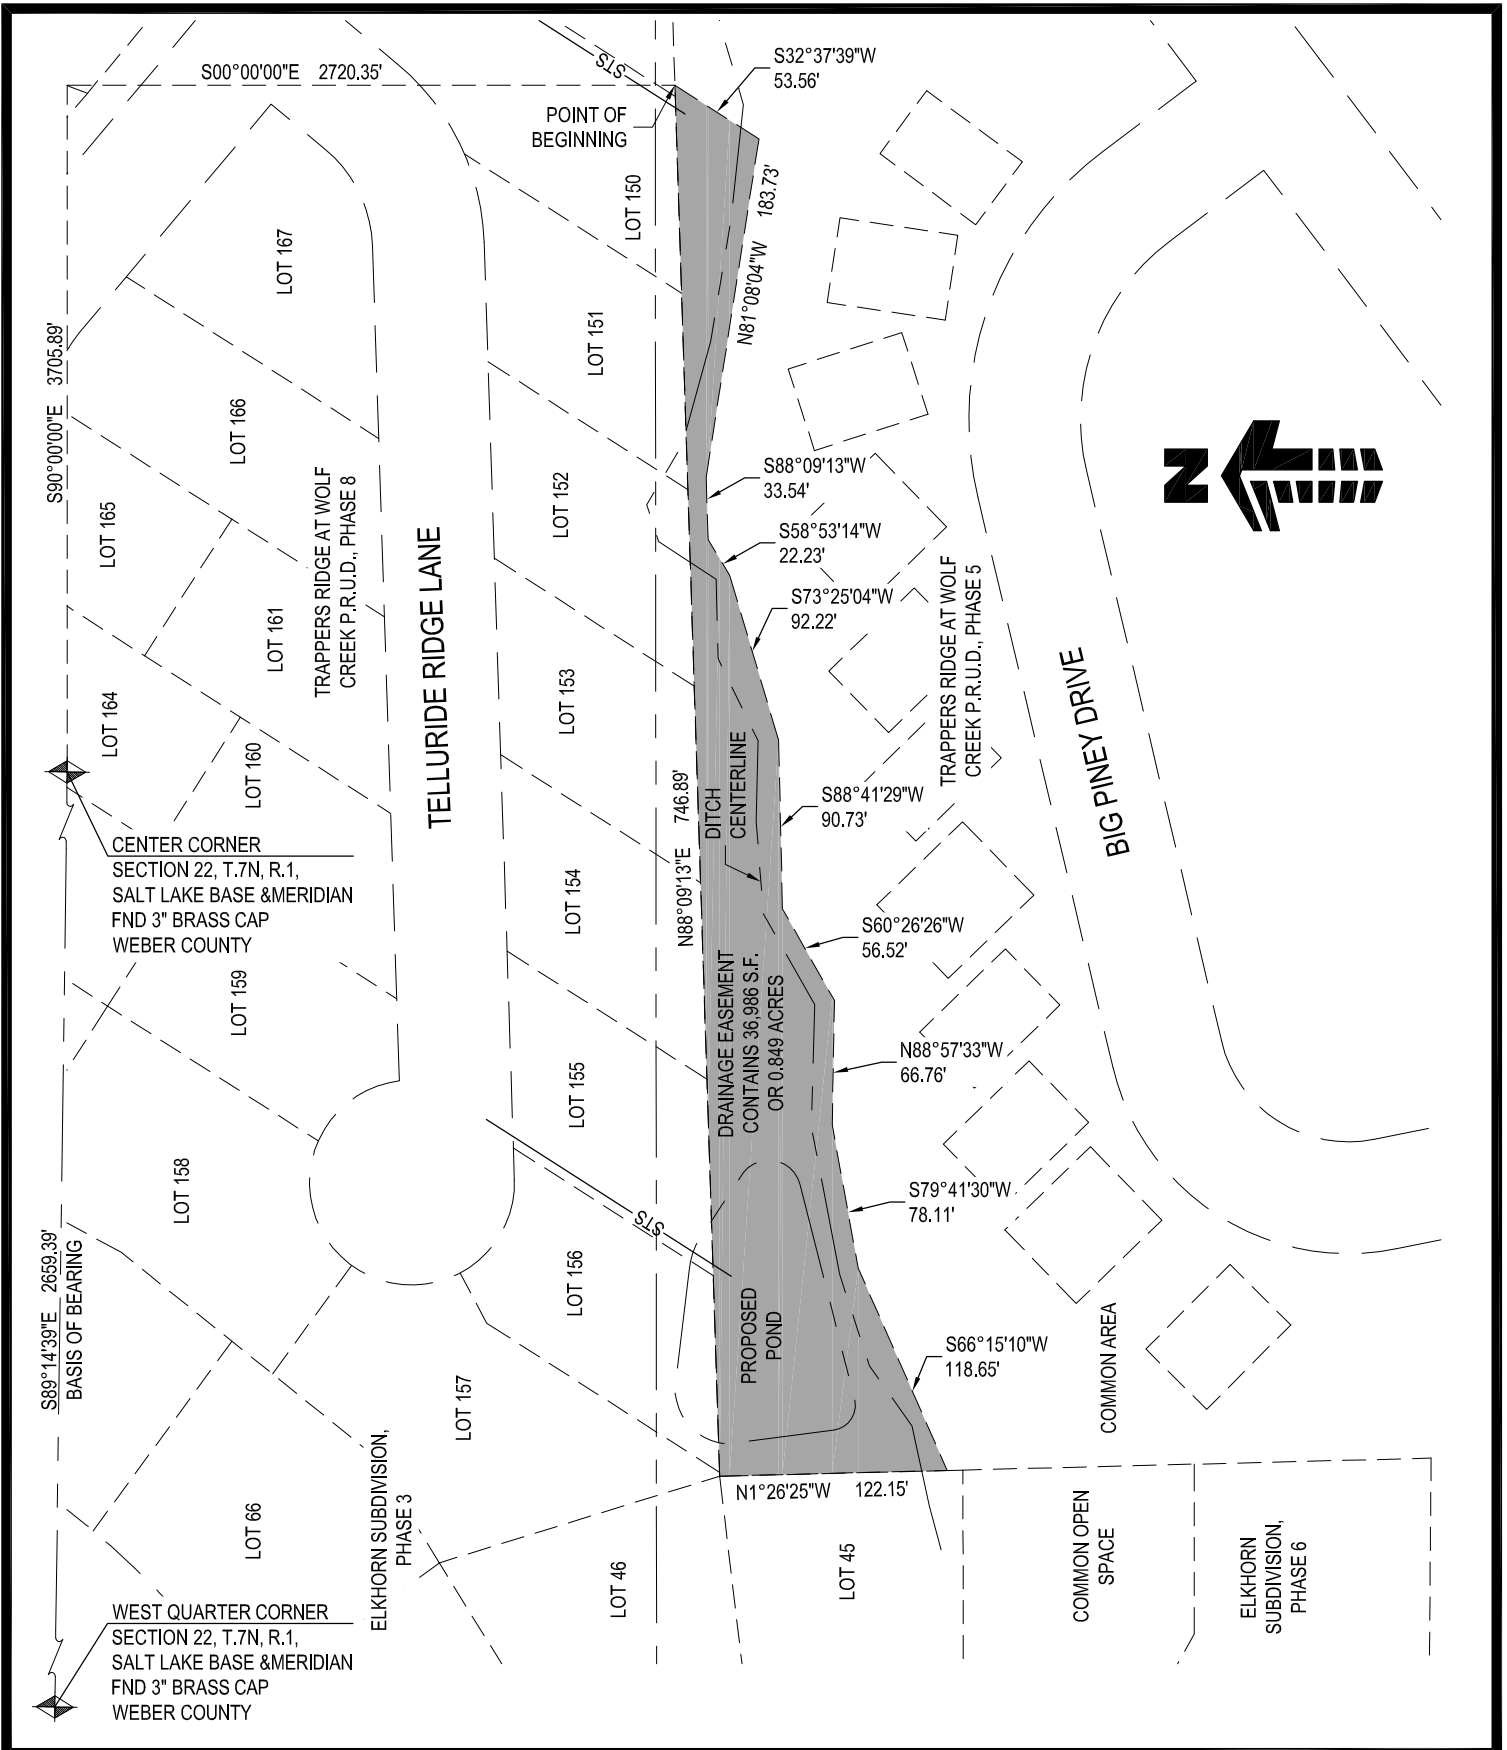 S00°00'00"E 2720.35'
STS
S32°37'39"W
53.56'
POINT OF
BEGINNING
LOT 150
183.73'
N81°08'04"W
LOT 167
S90°00'00"E 3705.89'
LOT 151
LOT 166
TRAPPERS RIDGE AT WOLF
CREEK P.R.U.D., PHASE 8
S88°09'13"W
33.54'
N
LOT 165
LOT 152
S58°53'14"W
22.23'
TELLURIDE RIDGE LANE
S73°25'04"W
92.22'
TRAPPERS RIDGE AT WOLF
CREEK P.R.U.D., PHASE 5
LOT 161
LOT 153
LOT 164
LOT 160
BIG PINEY DRIVE
N88°09'13"E 746.89'
DITCH
CENTERLINE
S88°41'29"W
90.73'
CENTER CORNER
SECTION 22, T.7N, R.1,
SALT LAKE BASE &MERIDIAN
FND 3" BRASS CAP
WEBER COUNTY
LOT 154
S60°26'26"W
56.52'
LOT 159
DRAINAGE EASEMENT
CONTAINS 36,986 S.F.
OR 0.849 ACRES
N88°57'33"W
66.76'
LOT 155
LOT 158
S79°41'30"W
78.11'
STS
S89°14'39"E 2659.39'
BASIS OF BEARING
LOT 156
PROPOSED
POND
S66°15'10"W
118.65'
COMMON AREA
LOT 157
N1°26'25"W 122.15'
ELKHORN SUBDIVISION,
PHASE 3
LOT 66
LOT 46
LOT 45
COMMON OPEN
SPACE
ELKHORN
SUBDIVISION,
PHASE 6
WEST QUARTER CORNER
SECTION 22, T.7N, R.1,
SALT LAKE BASE &MERIDIAN
FND 3" BRASS CAP
WEBER COUNTY